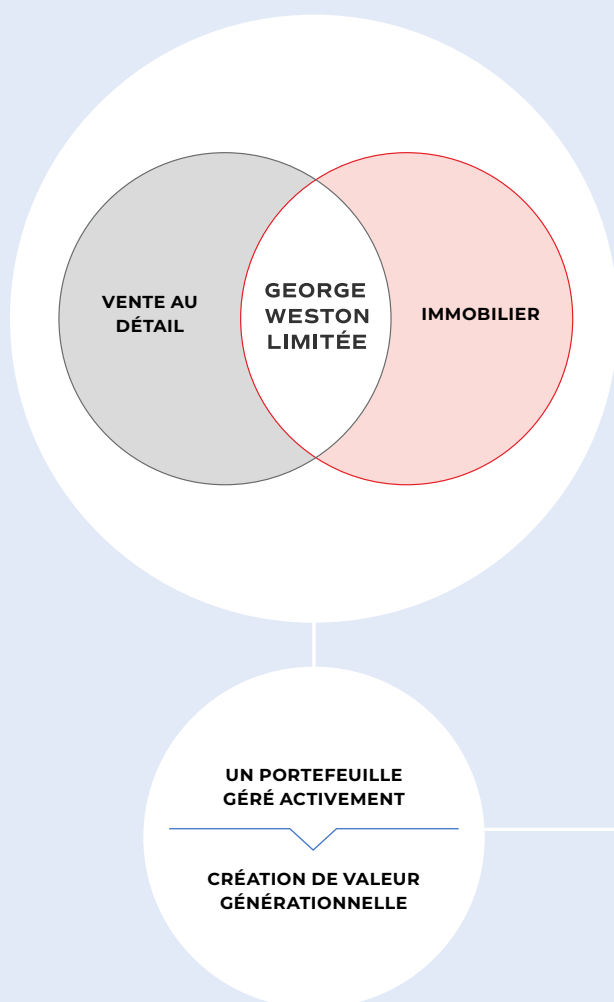 VENTE AU
DÉTAIL
GEORGE
WESTON
LIMITÉE
IMMOBILIER
UN PORTEFEUILLE
GÉRÉ ACTIVEMENT
CRÉATION DE VALEUR
GÉNÉRATIONNELLE